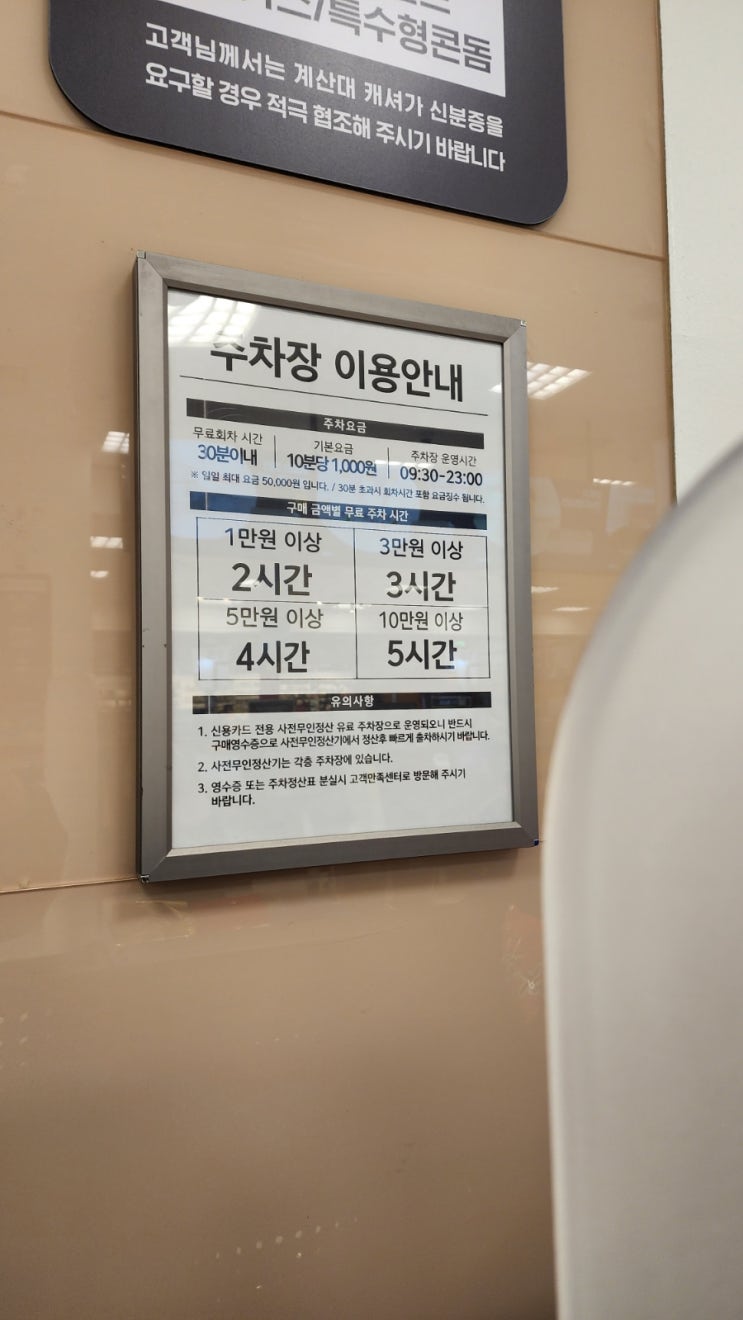 /특수형콘돔
고객님께서는 계산대 캐셔가 신분증을
요구할 경우 적극 협조해 주시기 바랍니다
주차장 이용안내
주차요금
무료회차 시간
30분이내
기본요금
10분당 1,000원
주차장 운영시간
09:30-23:00
※ 일일 최대 요금 50,000원 입니다. / 30분 초과시 회차시간 포함 요금징수 됩니다.
구매 금액별 무료 주차 시간
1만원 이상
2시간
3만원 이상
3시간
5만원 이상
4시간
10만원 이상
5시간
유의사항
1. 신용카드 전용 사전무인정산 유료 주차장으로 운영되오니 반드시
구매영수증으로 사전무인정산기에서 정산후 빠르게 출차하시기 바랍니다.
2. 사전무인정산기는 각층 주차장에 있습니다.
3. 영수증 또는 주차정산표 분실시 고객만족센터로 방문해 주시기
바랍니다.